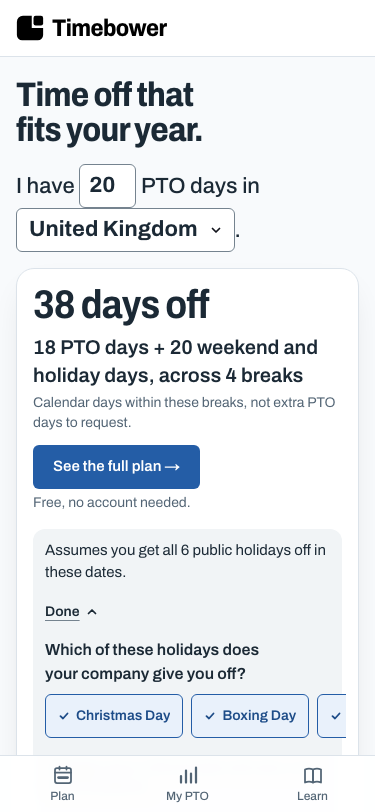 Timebower
Time off that
fits your year.
I have 20 PTO days in
United Kingdom .
38 days off
18 PTO days + 20 weekend and
holiday days, across 4 breaks
Calendar days within these breaks, not extra PTO
days to request.
See the full plan →
Free, no account needed.
Assumes you get all 6 public holidays off in
these dates.
Done
Which of these holidays does
your company give you off?
Christmas Day Boxing Day
Plan My PTO Learn